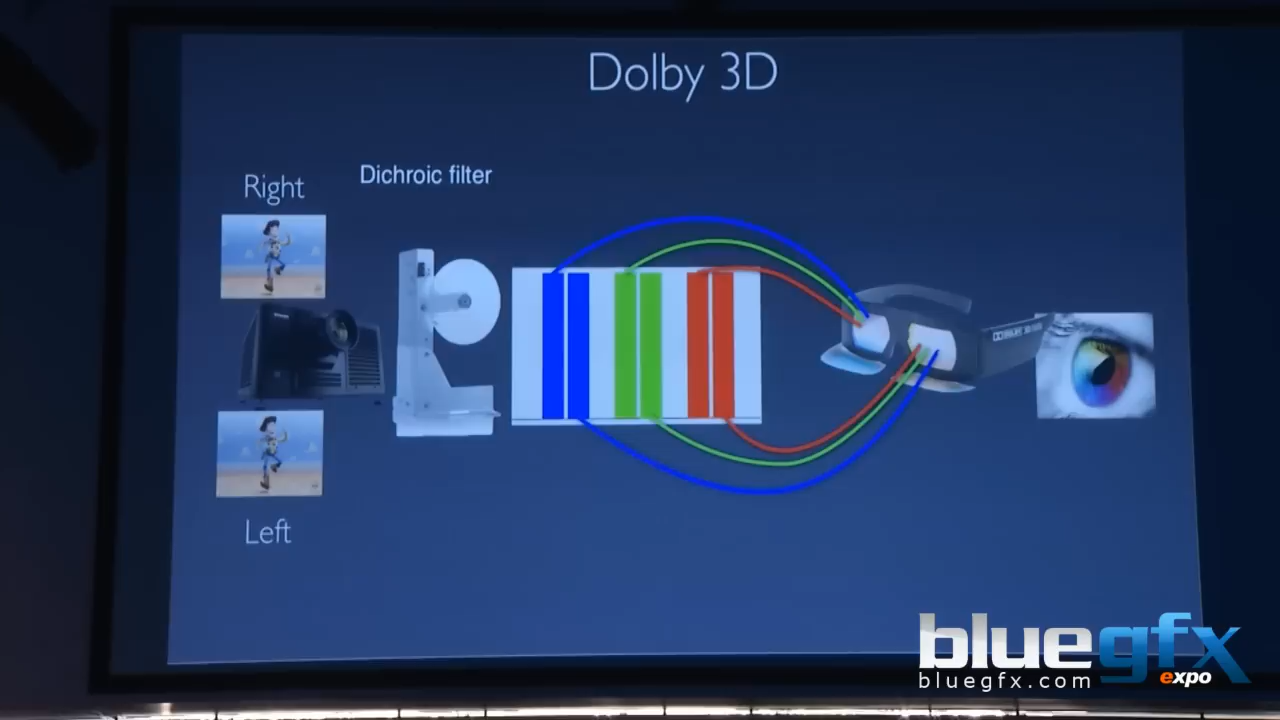 Dolby 3D
Dichroic filter
Right
Left
bluegfx
expo
bluegfx.com